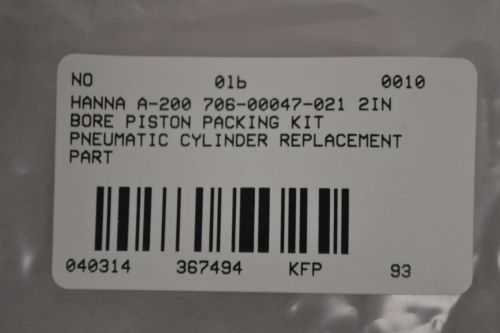 NO 01b 0010
HANNA A-200 706-00047-021 2IN
BORE PISTON PACKING KIT
PNEUMATIC CYLINDER REPLACEMENT
PART
040314 367494 KFP 93